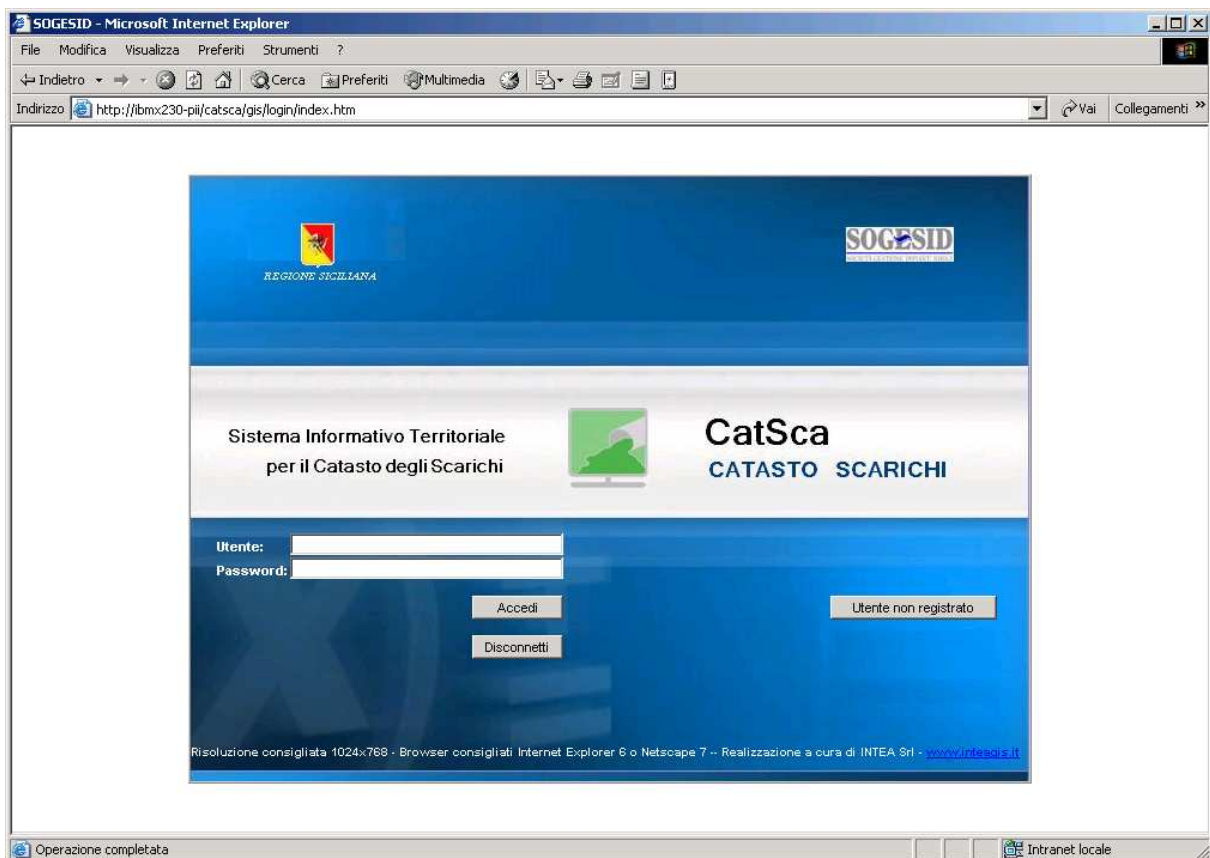 SOGESID - Microsoft Internet Explorer
File Modifica Visualizza Preferiti Strumenti ?
Indietro Cerca Preferiti Multimedia
Indirizzo http://ibmx230-pii/catsca/gis/login/index.htm Vai Collegamenti »
REGIONE SICILIANA
SOGESID
Sistema Informativo Territoriale
per il Catasto degli Scarichi
CatSca
CATASTO SCARICHI
Utente:
Password:
Accedi
Utente non registrato
Disconnetti
Risoluzione consigliata 1024x768 - Browser consigliati Internet Explorer 6 o Netscape 7 -- Realizzazione a cura di INTEA Srl - www.inteagis.it
Operazione completata
Intranet locale